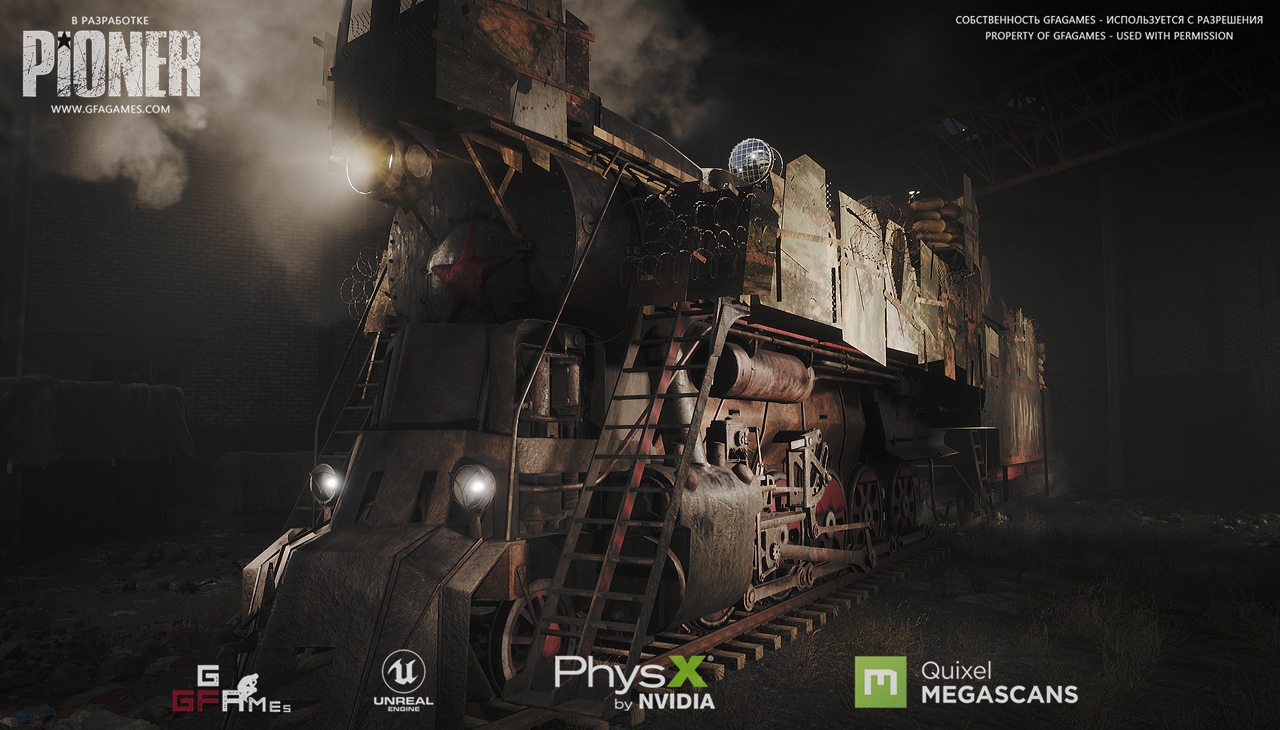 В РАЗРАБОТКЕ
PIONER
WWW.GFAGAMES.COM
СОБСТВЕННОСТЬ GFAGAMES - ИСПОЛЬЗУЕТСЯ С РАЗРЕШЕНИЯ
PROPERTY OF GFAGAMES - USED WITH PERMISSION
G
GFAMES
UNREAL
ENGINE
PhysX®
by NVIDIA
m
Quixel
MEGASCANS